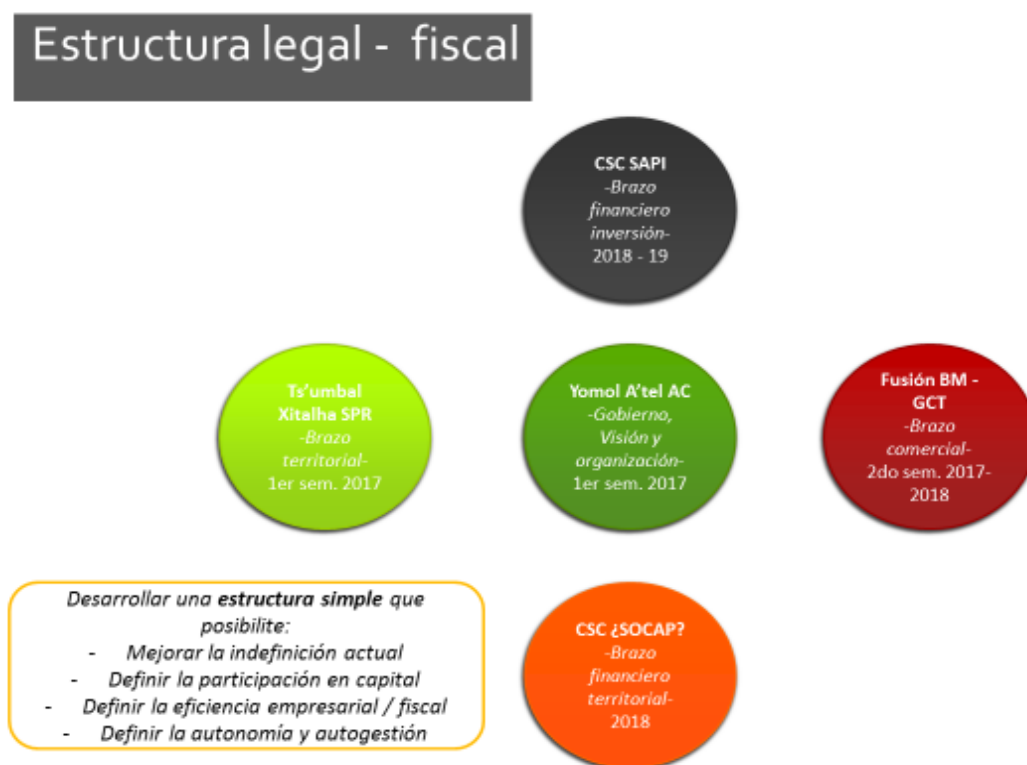 Estructura legal - fiscal
CSC SAPI
-Brazo
financiero
inversión-
2018 - 19
Ts'umbal
Xitalha SPR
-Brazo
territorial-
1er sem. 2017
Yomol A'tel AC
-Gobierno,
Visión y
organización-
1er sem. 2017
Fusión BM -
GCT
-Brazo
comercial-
2do sem. 2017-
2018
Desarrollar una estructura simple que
posibilite:
- Mejorar la indefinición actual
- Definir la participación en capital
- Definir la eficiencia empresarial / fiscal
- Definir la autonomía y autogestión
CSC ¿SOCAP?
-Brazo
financiero
territorial-
2018